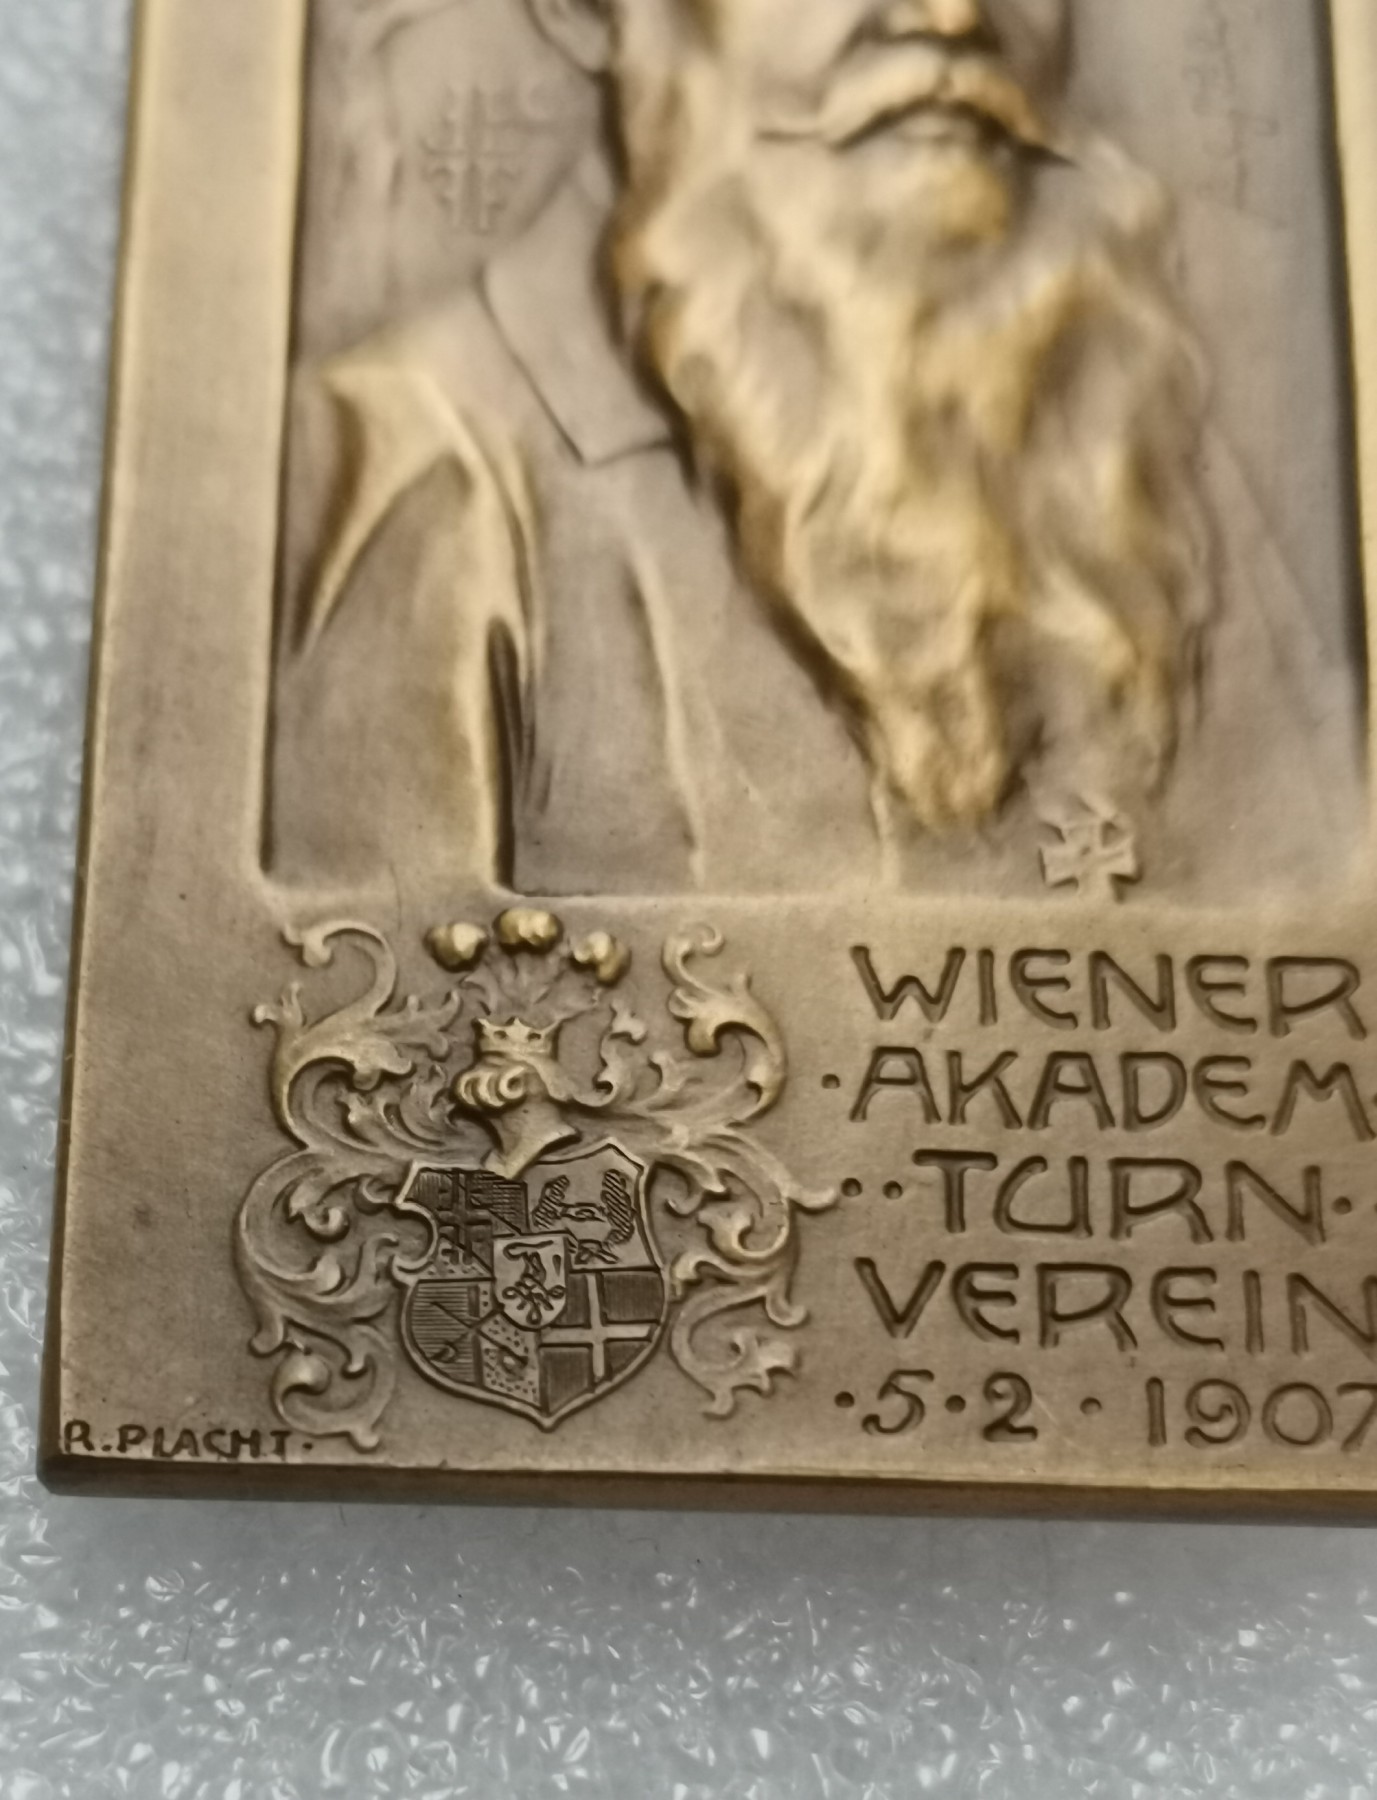 WIENER
·AKADEM·
··TURN·
VEREIN
·5·2·1907
R.PLACHT.